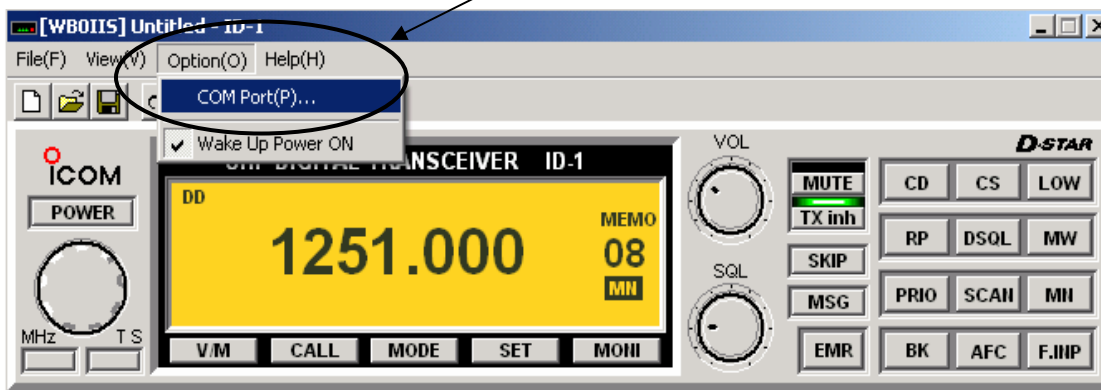 [WB0IIS] Untitled - ID-1
File(F) View(V) Option(O) Help(H)
COM Port(P)...
Wake Up Power ON
ICOM
UHF DIGITAL TRANSCEIVER ID-1
VOL
D-STAR
POWER
DD
1251.000
MEMO
08
MN
MUTE
TX inh
SKIP
MSG
EMR
CD CS LOW
RP DSQL MW
PRIO SCAN MN
BK AFC F.INP
SQL
MHz T S
V/M CALL MODE SET MONI